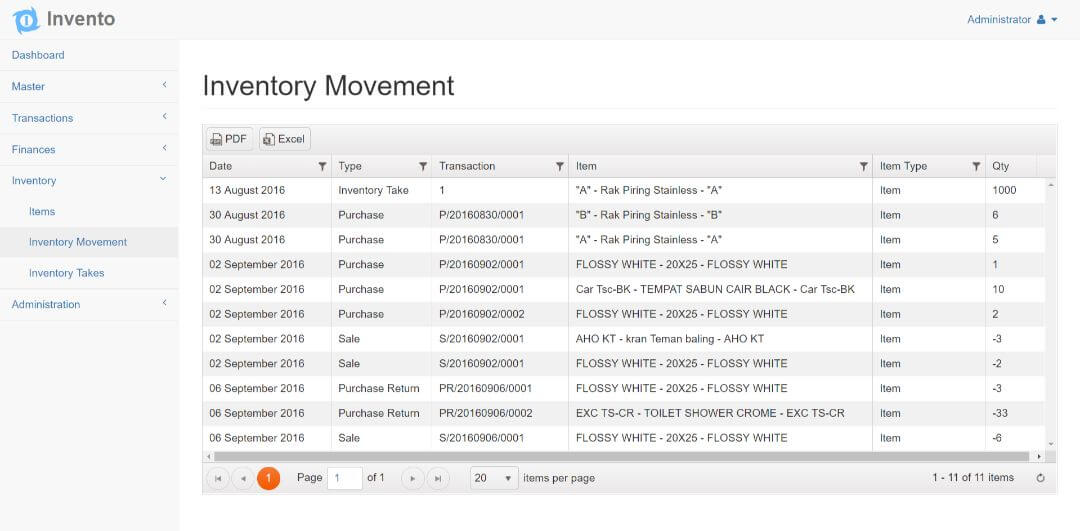 Invento
Administrator
Dashboard
Master
Transactions
Finances
Inventory
Items
Inventory Movement
Inventory Takes
Administration
Inventory Movement
PDF Excel
Date Type Transaction Item Item Type Qty
13 August 2016 Inventory Take 1 "A" - Rak Piring Stainless - "A" Item 1000
30 August 2016 Purchase P/20160830/0001 "B" - Rak Piring Stainless - "B" Item 6
30 August 2016 Purchase P/20160830/0001 "A" - Rak Piring Stainless - "A" Item 5
02 September 2016 Purchase P/20160902/0001 FLOSSY WHITE - 20X25 - FLOSSY WHITE Item 1
02 September 2016 Purchase P/20160902/0001 Car Tsc-BK - TEMPAT SABUN CAIR BLACK - Car Tsc-BK Item 10
02 September 2016 Purchase P/20160902/0002 FLOSSY WHITE - 20X25 - FLOSSY WHITE Item 2
02 September 2016 Sale S/20160902/0001 AHO KT - kran Teman baling - AHO KT Item -3
02 September 2016 Sale S/20160902/0001 FLOSSY WHITE - 20X25 - FLOSSY WHITE Item -2
06 September 2016 Purchase Return PR/20160906/0001 FLOSSY WHITE - 20X25 - FLOSSY WHITE Item -3
06 September 2016 Purchase Return PR/20160906/0002 EXC TS-CR - TOILET SHOWER CROME - EXC TS-CR Item -33
06 September 2016 Sale S/20160906/0001 FLOSSY WHITE - 20X25 - FLOSSY WHITE Item -6
1 Page 1 of 1 20 items per page 1 - 11 of 11 items